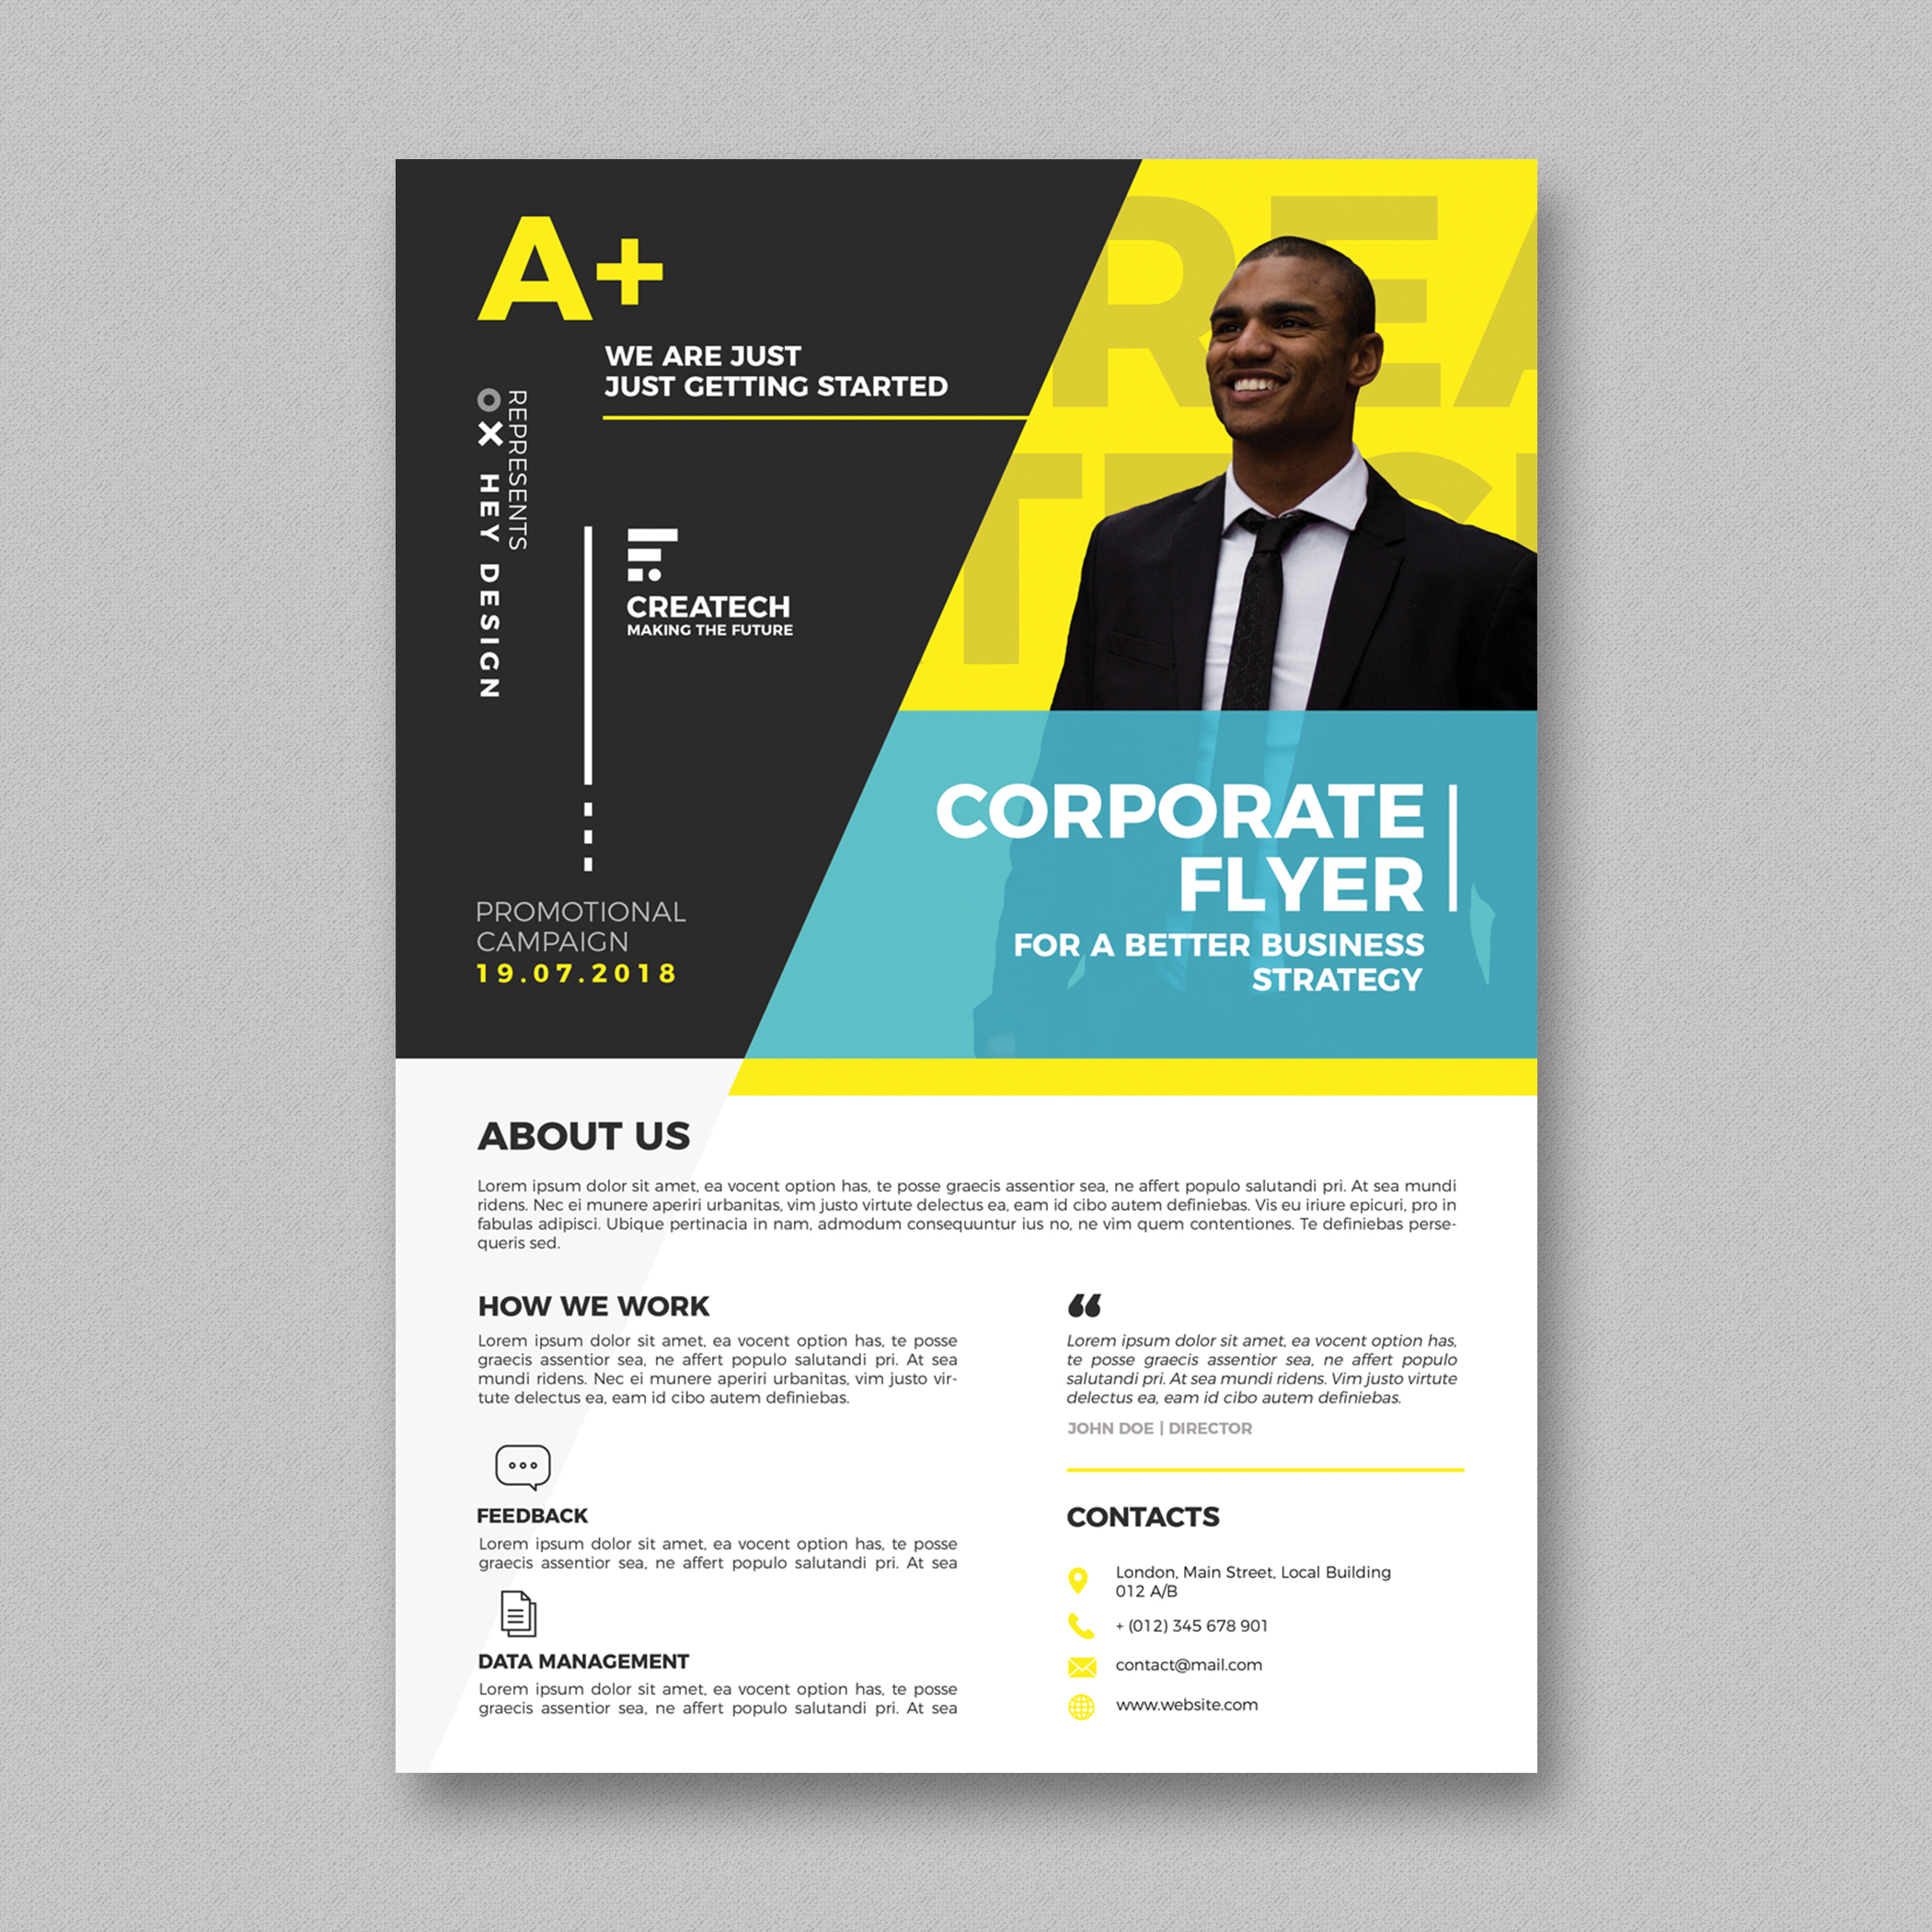 A+
WE ARE JUST
JUST GETTING STARTED
REPRESENTS
HEY DESIGN
CREATECH
MAKING THE FUTURE
PROMOTIONAL
CAMPAIGN
19.07.2018
REA
TECH
CORPORATE
FLYER
FOR A BETTER BUSINESS
STRATEGY
ABOUT US
Lorem ipsum dolor sit amet, ea vocent option has, te posse graecis assentior sea, ne affert populo salutandi pri. At sea mundi
ridens. Nec ei munere aperiri urbanitas, vim justo virtute delectus ea, eam id cibo autem definiebas. Vis eu iriure epicuri, pro in
fabulas adipisci. Ubique pertinacia in nam, admodum consequuntur ius no, ne vim quem contentiones. Te definiebas perse-
queris sed.
HOW WE WORK
Lorem ipsum dolor sit amet, ea vocent option has, te posse
graecis assentior sea, ne affert populo salutandi pri. At sea
mundi ridens. Nec ei munere aperiri urbanitas, vim justo vir-
tute delectus ea, eam id cibo autem definiebas.
FEEDBACK
Lorem ipsum dolor sit amet, ea vocent option has, te posse
graecis assentior sea, ne affert populo salutandi pri. At sea
DATA MANAGEMENT
Lorem ipsum dolor sit amet, ea vocent option has, te posse
graecis assentior sea, ne affert populo salutandi pri. At sea
“
Lorem ipsum dolor sit amet, ea vocent option has,
te posse graecis assentior sea, ne affert populo
salutandi pri. At sea mundi ridens. Vim justo virtute
delectus ea, eam id cibo autem definiebas.
JOHN DOE | DIRECTOR
CONTACTS
London, Main Street, Local Building
012 A/B
+ (012) 345 678 901
contact@mail.com
www.website.com